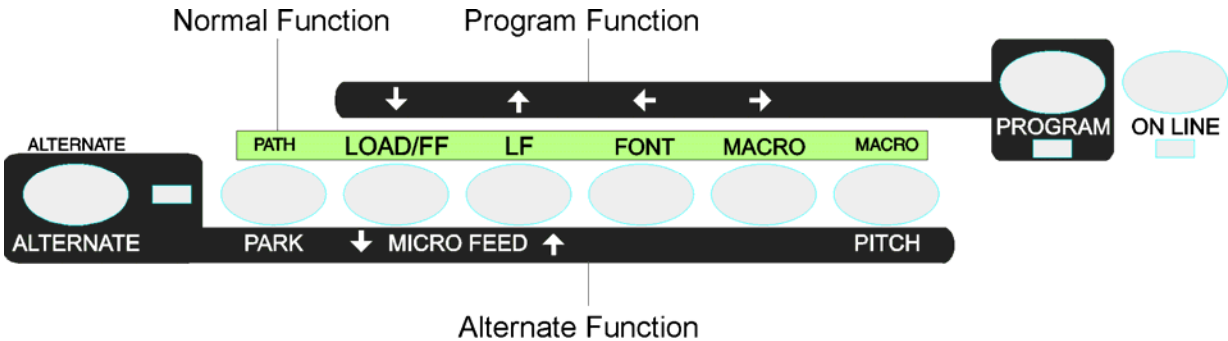 Normal Function Program Function
↓ ↑ ← →
PROGRAM ON LINE
ALTERNATE PATH LOAD/FF LF FONT MACRO MACRO
ALTERNATE PARK ↓ MICRO FEED ↑ PITCH
Alternate Function